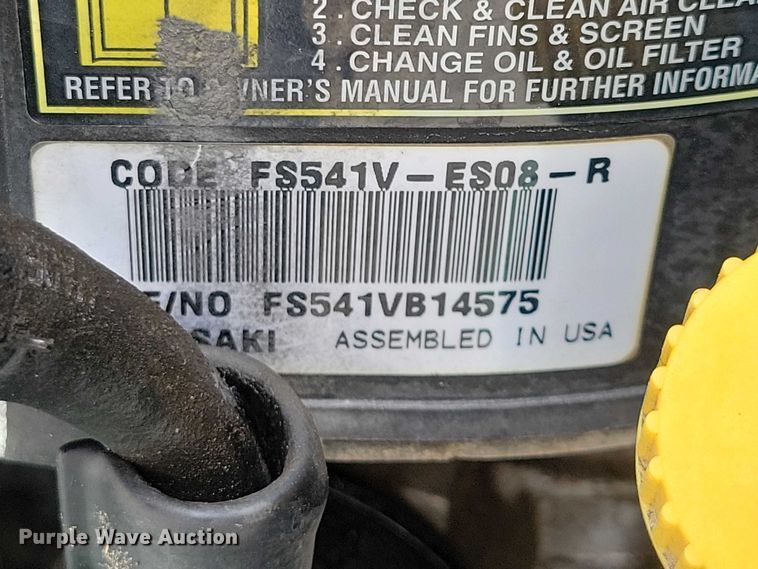 2. CHECK & CLEAN AIR CLEA
3. CLEAN FINS & SCREEN
4. CHANGE OIL & OIL FILTER
REFER TO OWNER'S MANUAL FOR FURTHER INFORMA
CODE FS541V-ES08-R
E/NO FS541VB14575
SAKI ASSEMBLED IN USA
Purple Wave Auction